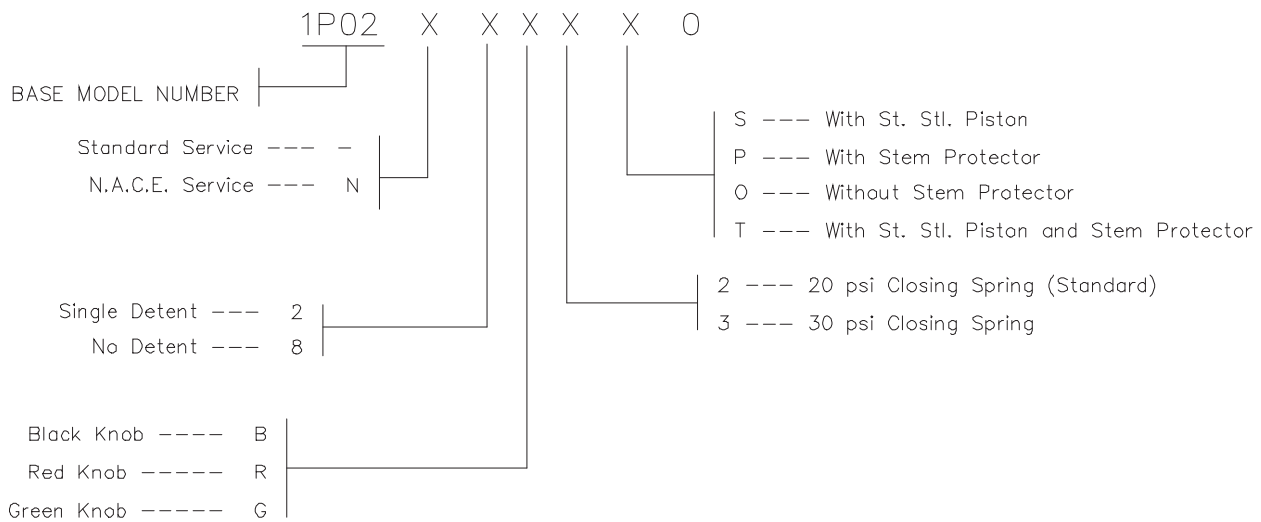 1P02 X X X X X 0
BASE MODEL NUMBER
Standard Service --- -
N.A.C.E. Service --- N
Single Detent --- 2
No Detent --- 8
Black Knob ---- B
Red Knob ----- R
Green Knob ----- G
S --- With St. Stl. Piston
P --- With Stem Protector
O --- Without Stem Protector
T --- With St. Stl. Piston and Stem Protector
2 --- 20 psi Closing Spring (Standard)
3 --- 30 psi Closing Spring